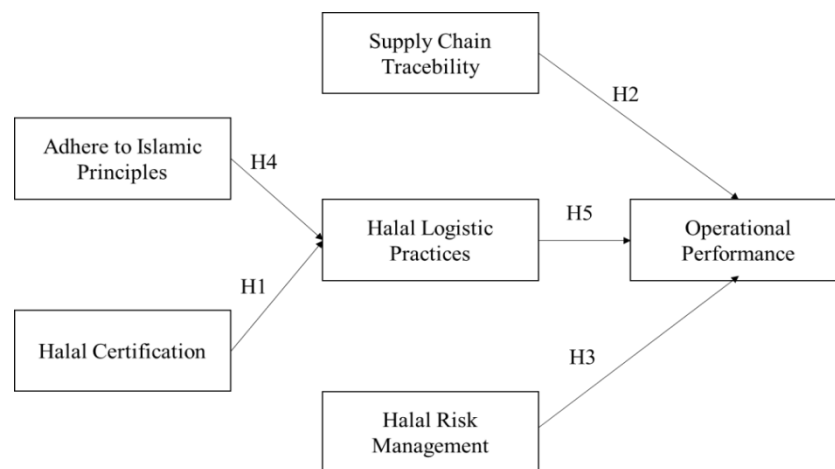 Supply Chain
Tracebility
H2
Adhere to Islamic
Principles
H4
Halal Logistic
Practices
H5
Operational
Performance
H1
Halal Certification
H3
Halal Risk
Management